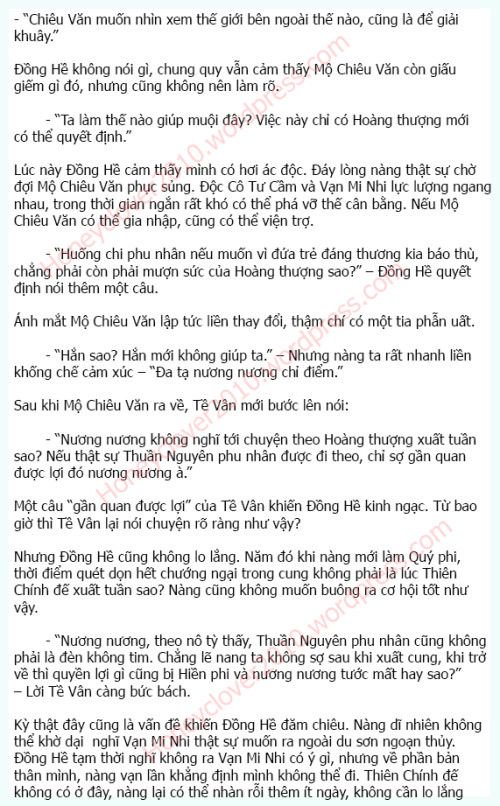 - “Chiêu Văn muốn nhìn xem thế giới bên ngoài thế nào, cũng là để giải
khuây.”
Đồng Hề không nói gì, chung quy vẫn cảm thấy Mộ Chiêu Văn còn giấu
giếm gì đó, nhưng cũng không nên làm rõ.
- “Ta làm thế nào giúp muội đây? Việc này chỉ có Hoàng thượng mới
có thể quyết định.”
Lúc này Đồng Hề cảm thấy mình có hơi ác độc. Đáy lòng nàng thật sự chờ
đợi Mộ Chiêu Văn phục sủng. Độc Cô Tư Cầm và Vạn Mi Nhi lực lượng ngang
nhau, trong thời gian ngắn rất khó có thể phá vỡ thế cân bằng. Nếu Mộ
Chiêu Văn có thể gia nhập, cũng có thể viện trợ.
- “Huống chi phu nhân nếu muốn vì đứa trẻ đáng thương kia báo thù,
chẳng phải còn phải mượn sức của Hoàng thượng sao?” – Đồng Hề quyết
định nói thêm một câu.
Ánh mắt Mộ Chiêu Văn lập tức liền thay đổi, thậm chí có một tia phẫn uất.
- “Hắn sao? Hắn mới không giúp ta.” – Nhưng nàng ta rất nhanh liền
khống chế cảm xúc – “Đa tạ nương nương chỉ điểm.”
Sau khi Mộ Chiêu Văn ra về, Tề Vân mới bước lên nói:
- “Nương nương không nghĩ tới chuyện theo Hoàng thượng xuất tuần
sao? Nếu thật sự Thuần Nguyên phu nhân được đi theo, chỉ sợ gần quan
được lợi đó nương nương à.”
Một câu “gần quan được lợi” của Tề Vân khiến Đồng Hề kinh ngạc. Từ bao
giờ thì Tề Vân lại nói chuyện rõ ràng như vậy?
Nhưng Đồng Hề cũng không lo lắng. Năm đó khi nàng mới làm Quý phi,
thời điểm quét dọn hết chướng ngại trong cung không phải là lúc Thiên
Chính đế xuất tuần sao? Nàng cũng không muốn buông ra cơ hội tốt như
vậy.
- “Nương nương, theo nô tỳ thấy, Thuần Nguyên phu nhân cũng không
phải là đèn không tim. Chẳng lẽ nang ta không sợ sau khi xuất cung, khi trở
về thì quyền lợi gì cũng bị Hiền phi và nương nương tước mất hay sao?”
– Lời Tề Vân càng bức bách.
Kỳ thật đây cũng là vấn đề khiến Đồng Hề đăm chiêu. Nàng dĩ nhiên không
thể khờ dại nghĩ Vạn Mi Nhi thật sự muốn ra ngoài du sơn ngoạn thủy.
Đồng Hề tạm thời nghĩ không ra Vạn Mi Nhi có ý gì, nhưng về phần bản
thân mình, nàng vạn lần khẳng định mình không thể đi. Thiên Chính đế
không có ở đây, nàng lại có thể nhàn rỗi thêm ít ngày, không cần lo lắng
Honeyclover2010.wordpress.com
Honeyclover2010.wordpress.com
Honeyclover2010.wordpress.com